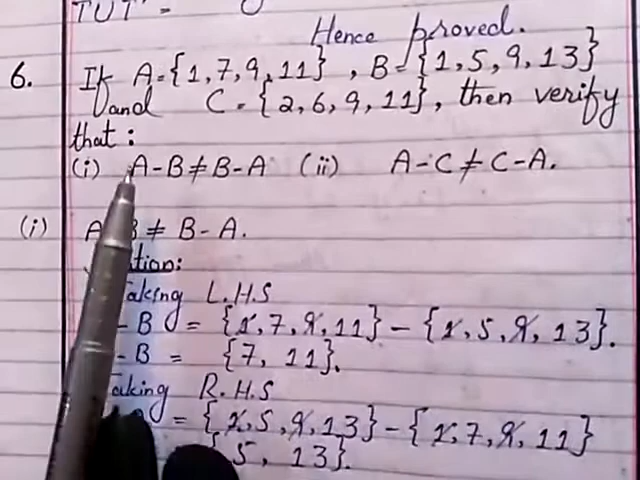 Hence proved.
6. If A={1,7,9,11} , B={1,5,9,13}
and C={2,6,9,11}, then verify
that:
(i) A-B≠B-A (ii) A-C≠C-A.
(i) A B ≠ B-A.
Taking L.H.S
-B = {1,7,9,11} - {1,5,9,13}.
-B = {7, 11}.
Taking R.H.S
= {1,5,9,13} - {1,7,9,11}
{5, 13}.